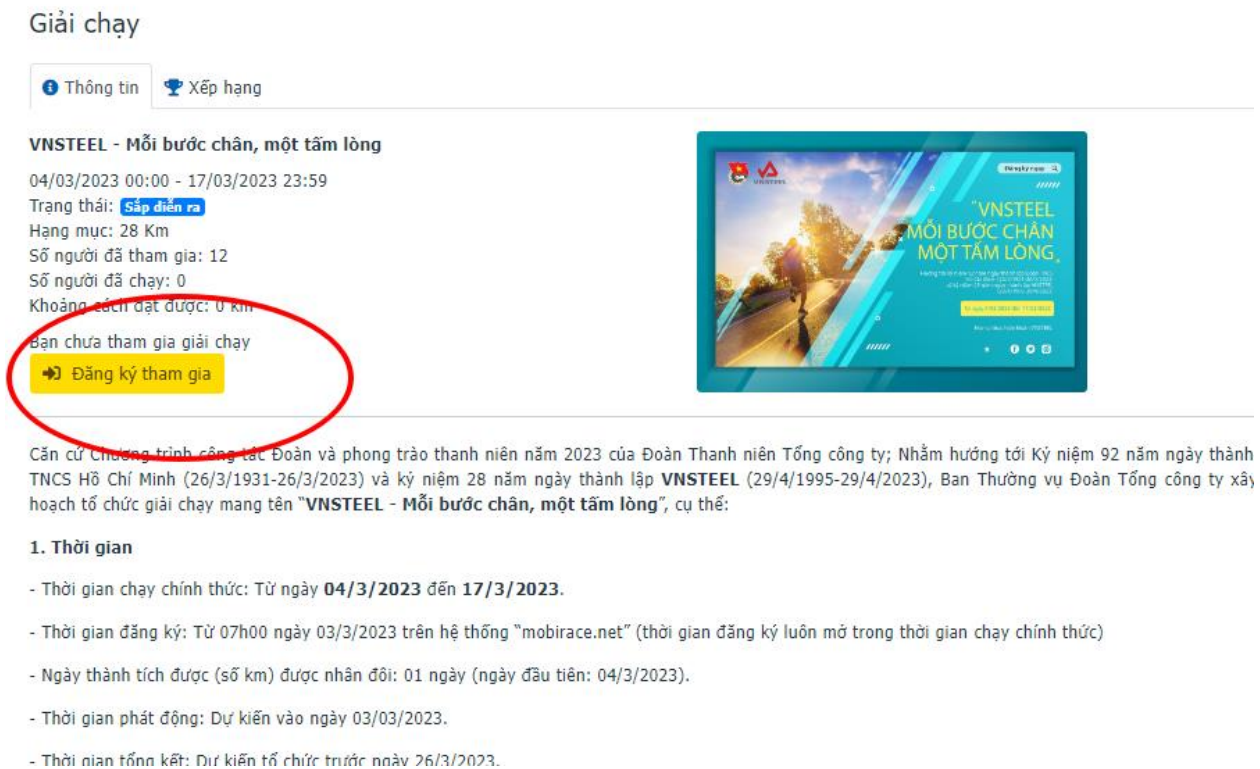 Giải chạy
Thông tin
Xếp hạng
VNSTEEL - Mỗi bước chân, một tấm lòng
04/03/2023 00:00 - 17/03/2023 23:59
Trạng thái: Sắp diễn ra
Hạng mục: 28 Km
Số người đã tham gia: 12
Số người đã chạy: 0
Khoảng cách đạt được: 0 km
Bạn chưa tham gia giải chạy
Đăng ký tham gia
VNSTEEL
"VNSTEEL
MỖI BƯỚC CHÂN
MỘT TẤM LÒNG"
Căn cứ Chương trình công tác Đoàn và phong trào thanh niên năm 2023 của Đoàn Thanh niên Tổng công ty; Nhằm hướng tới Kỷ niệm 92 năm ngày thành
TNCS Hồ Chí Minh (26/3/1931-26/3/2023) và kỷ niệm 28 năm ngày thành lập VNSTEEL (29/4/1995-29/4/2023), Ban Thường vụ Đoàn Tổng công ty xây
hoạch tổ chức giải chạy mang tên “VNSTEEL - Mỗi bước chân, một tấm lòng”, cụ thể:
1. Thời gian
- Thời gian chạy chính thức: Từ ngày 04/3/2023 đến 17/3/2023.
- Thời gian đăng ký: Từ 07h00 ngày 03/3/2023 trên hệ thống “mobirace.net” (thời gian đăng ký luôn mở trong thời gian chạy chính thức)
- Ngày thành tích được (số km) được nhân đôi: 01 ngày (ngày đầu tiên: 04/3/2023).
- Thời gian phát động: Dự kiến vào ngày 03/03/2023.
- Thời gian tổng kết: Dự kiến tổ chức trước ngày 26/3/2023.